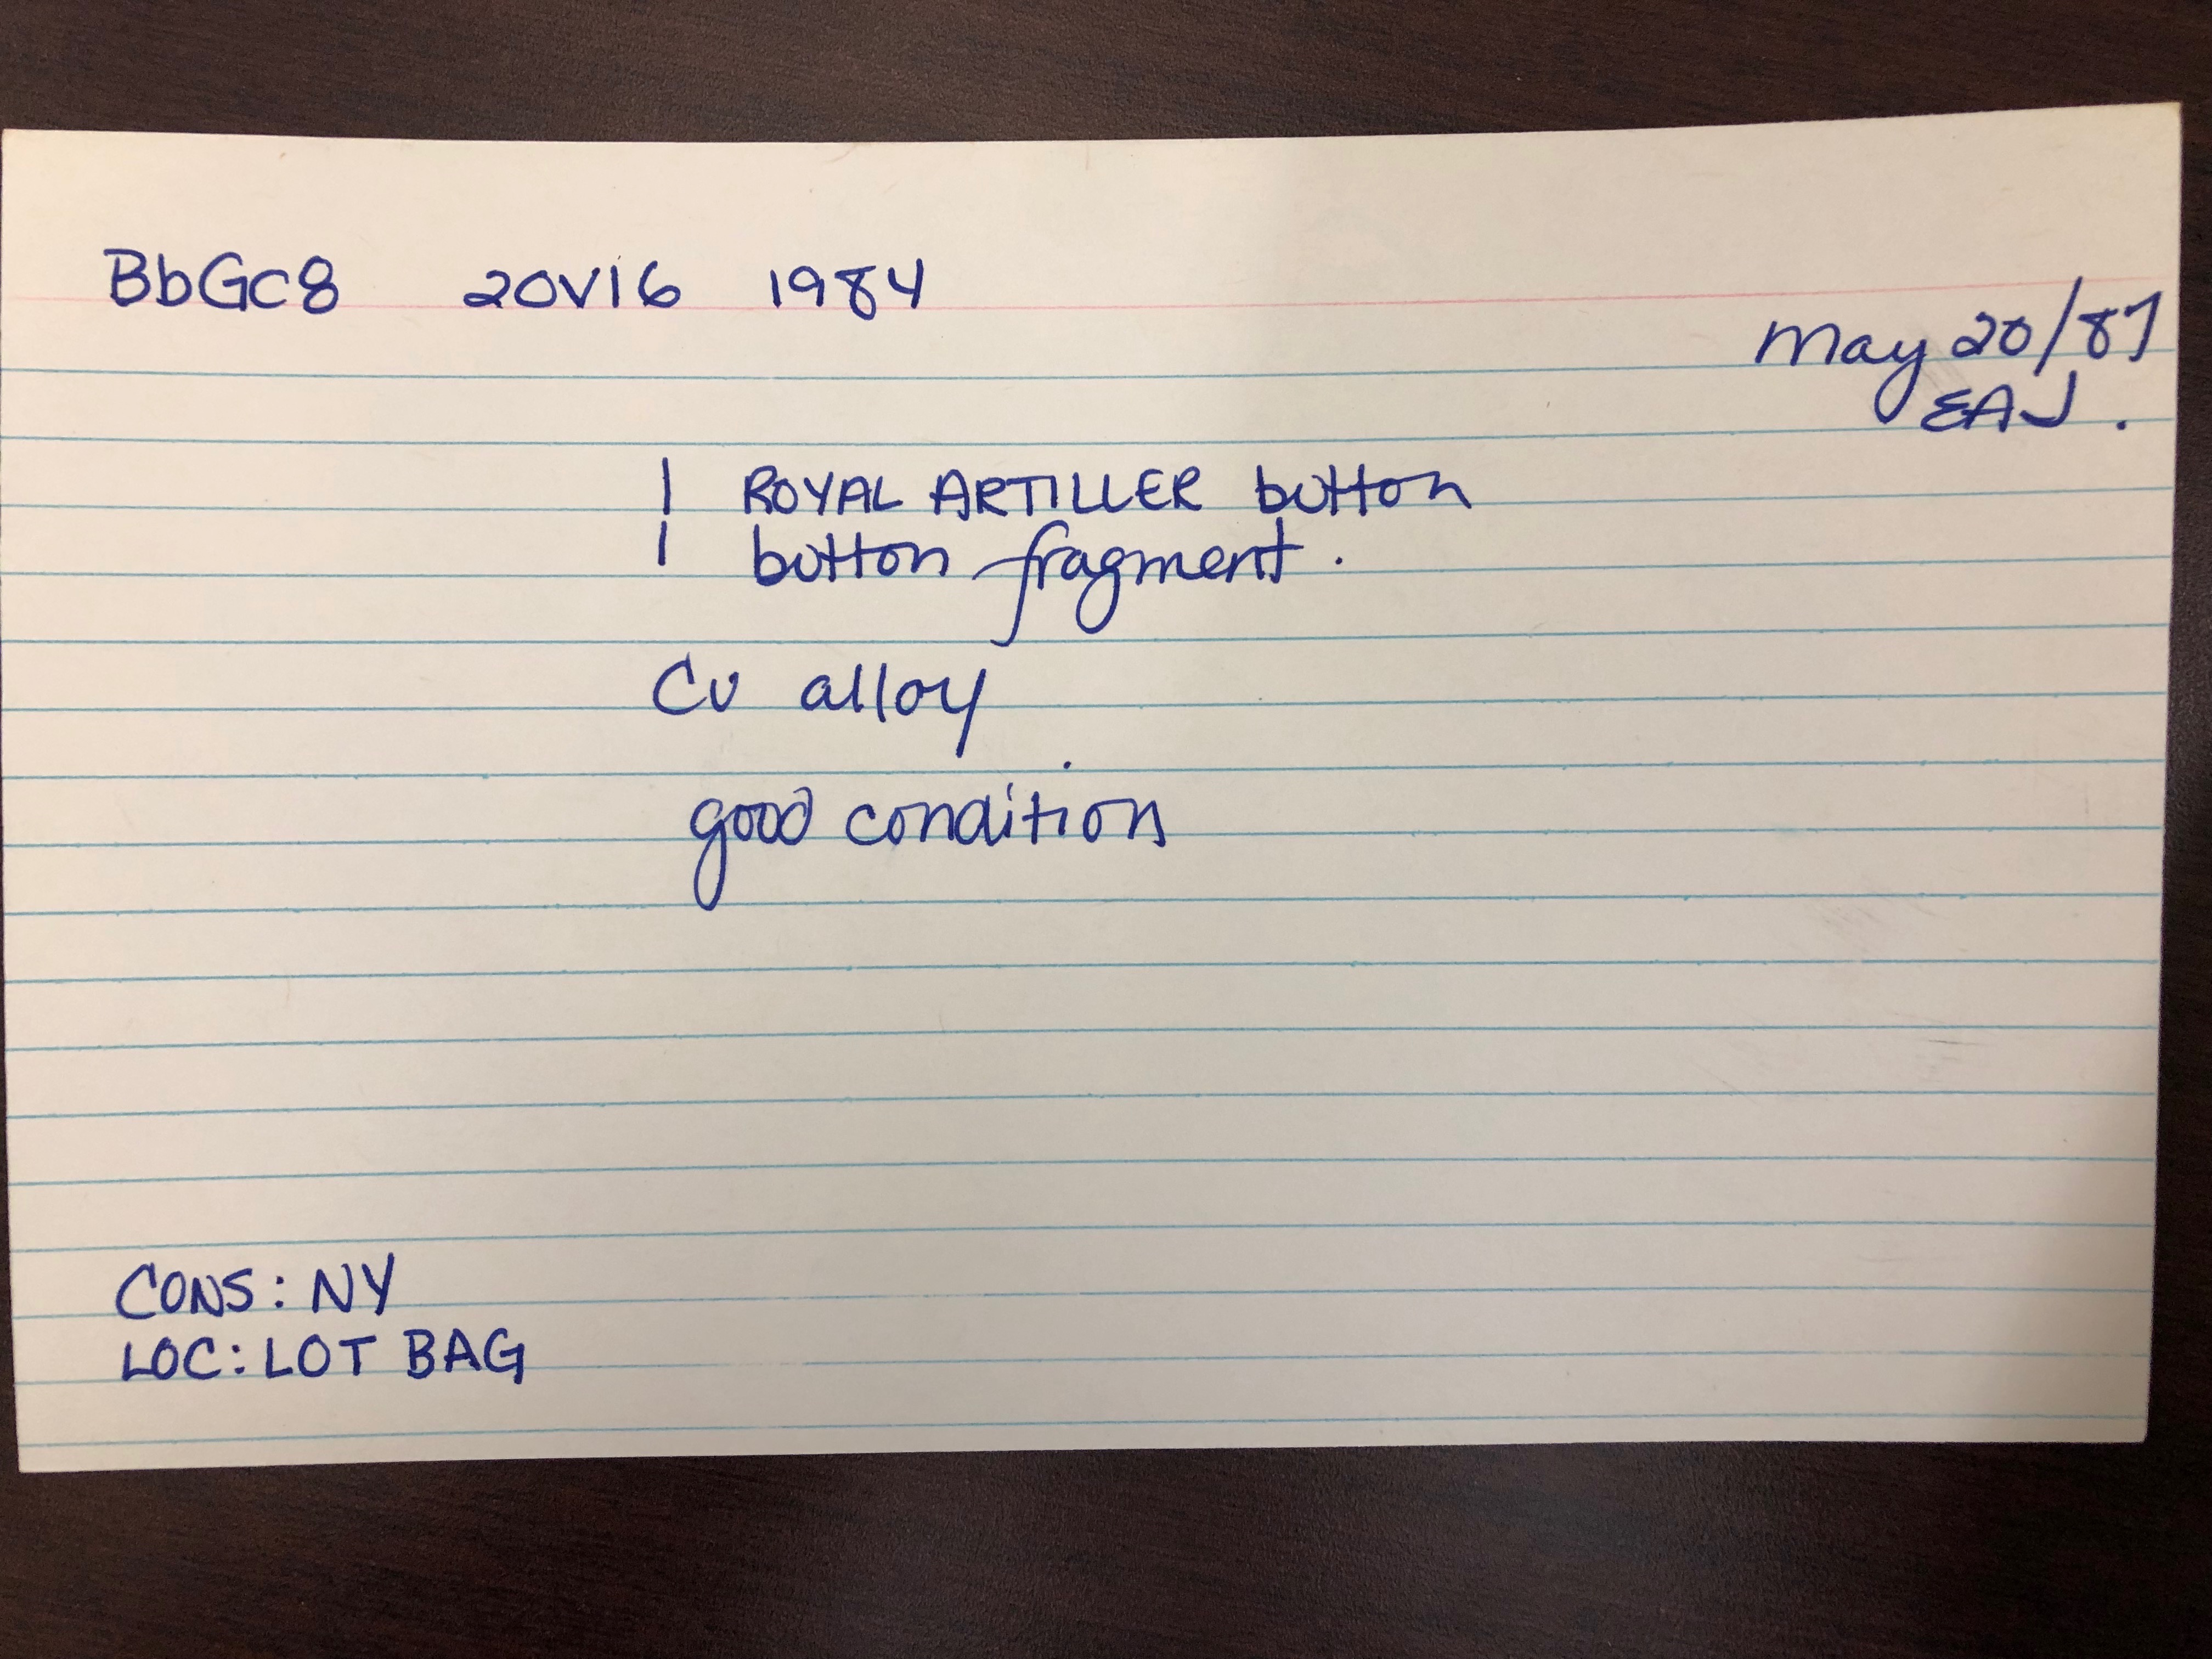 BbGc8 20V16 1984
May 20/87
EAJ.
1 ROYAL ARTILLER button
1 button fragment.
Cu alloy
good condition
CONS: NY
LOC: LOT BAG